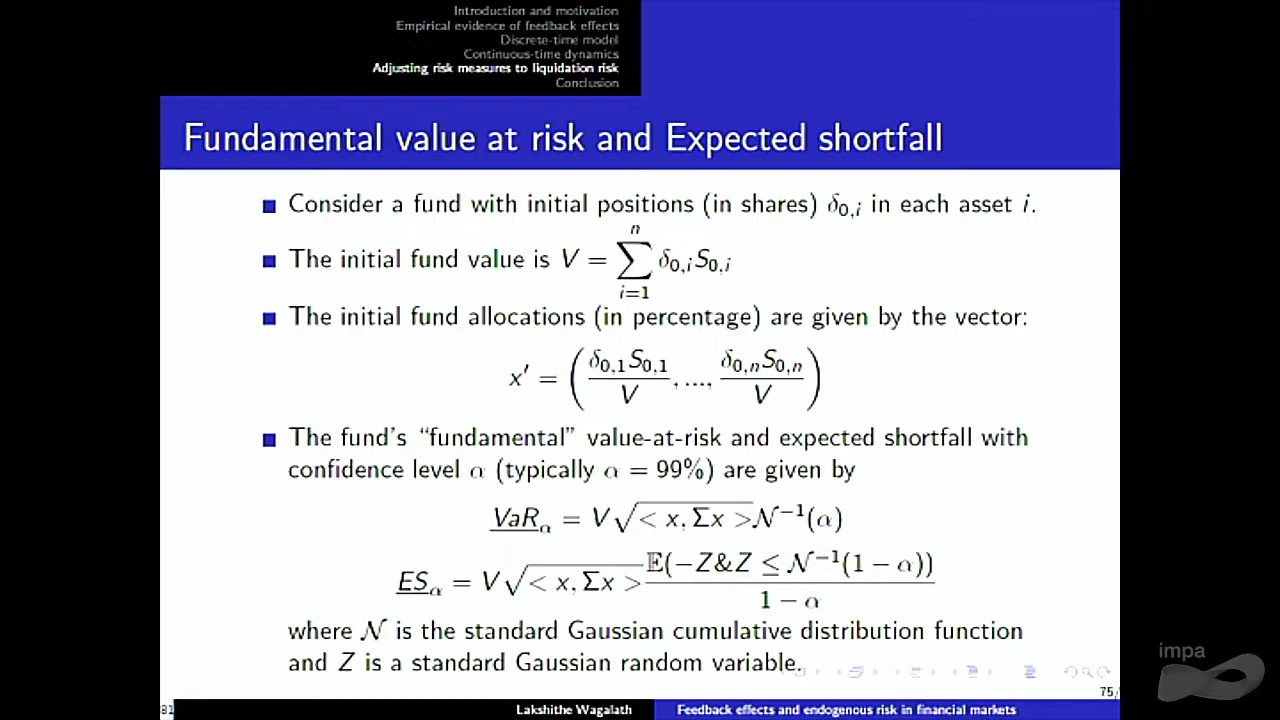 Introduction and motivation
Empirical evidence of feedback effects
Discrete-time model
Continuous-time dynamics
Adjusting risk measures to liquidation risk
Conclusion
Fundamental value at risk and Expected shortfall
Consider a fund with initial positions (in shares) δ₀,ᵢ in each asset i.
The initial fund value is V = ∑ᵢ₌₁ⁿ δ₀,ᵢS₀,ᵢ
The initial fund allocations (in percentage) are given by the vector:
x′ = (δ₀,₁S₀,₁/V, ..., δ₀,ₙS₀,ₙ/V)
The fund's “fundamental” value-at-risk and expected shortfall with
confidence level α (typically α = 99%) are given by
VaR_α = V√<x, Σx> 𝒩⁻¹(α)
ES_α = V√<x, Σx> 𝔼(−Z&Z ≤ 𝒩⁻¹(1 − α))/(1 − α)
where 𝒩 is the standard Gaussian cumulative distribution function
and Z is a standard Gaussian random variable.
impa
75/
81
Lakshithe Wagalath
Feedback effects and endogenous risk in financial markets